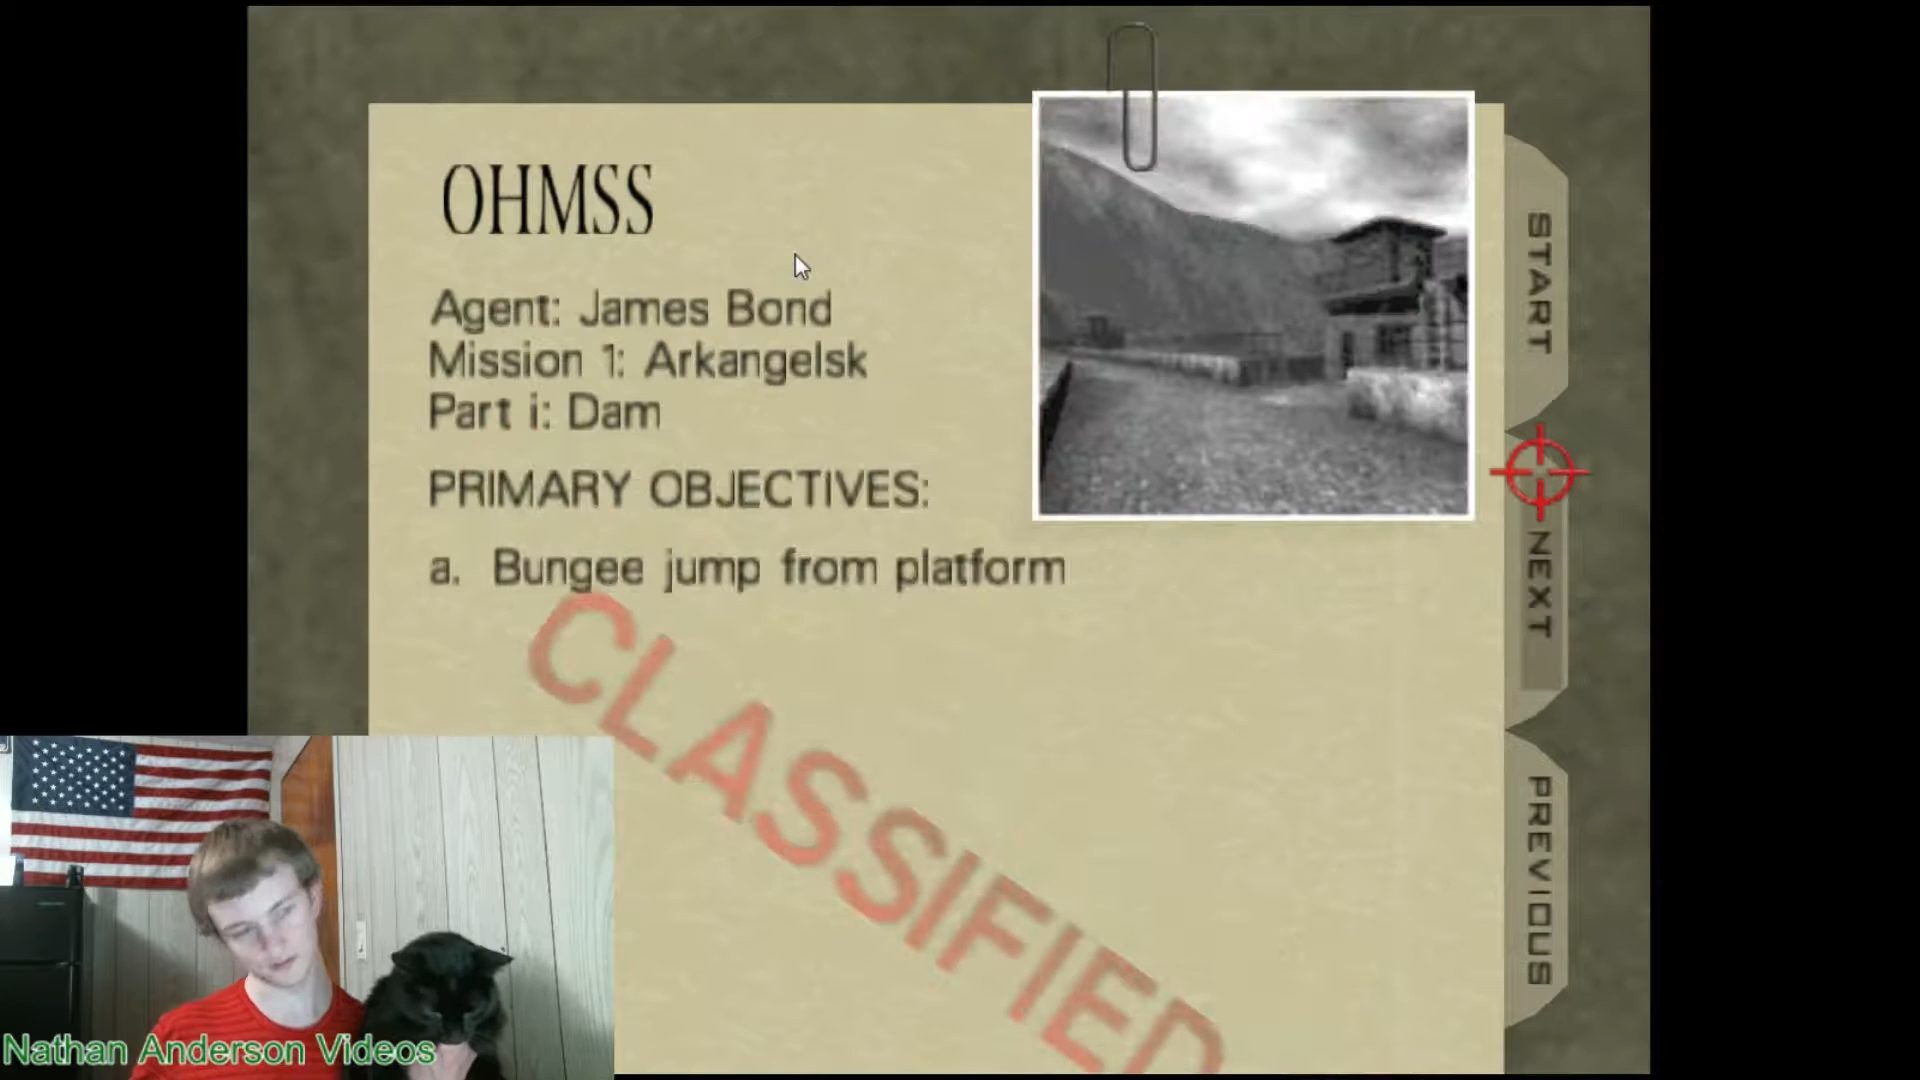 OHMSS
Agent: James Bond
Mission 1: Arkangelsk
Part i: Dam
PRIMARY OBJECTIVES:
a. Bungee jump from platform
CLASSIFIED
START
NEXT
PREVIOUS
Nathan Anderson Videos